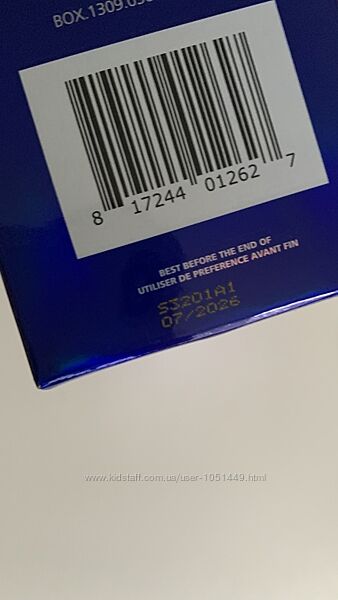 BOX.1309.
8 17244 01262 7
BEST BEFORE THE END OF
UTILISER DE PREFERENCE AVANT FIN
S3201A1
07/2026
www.kidstaff.com.ua/user-1051449.html